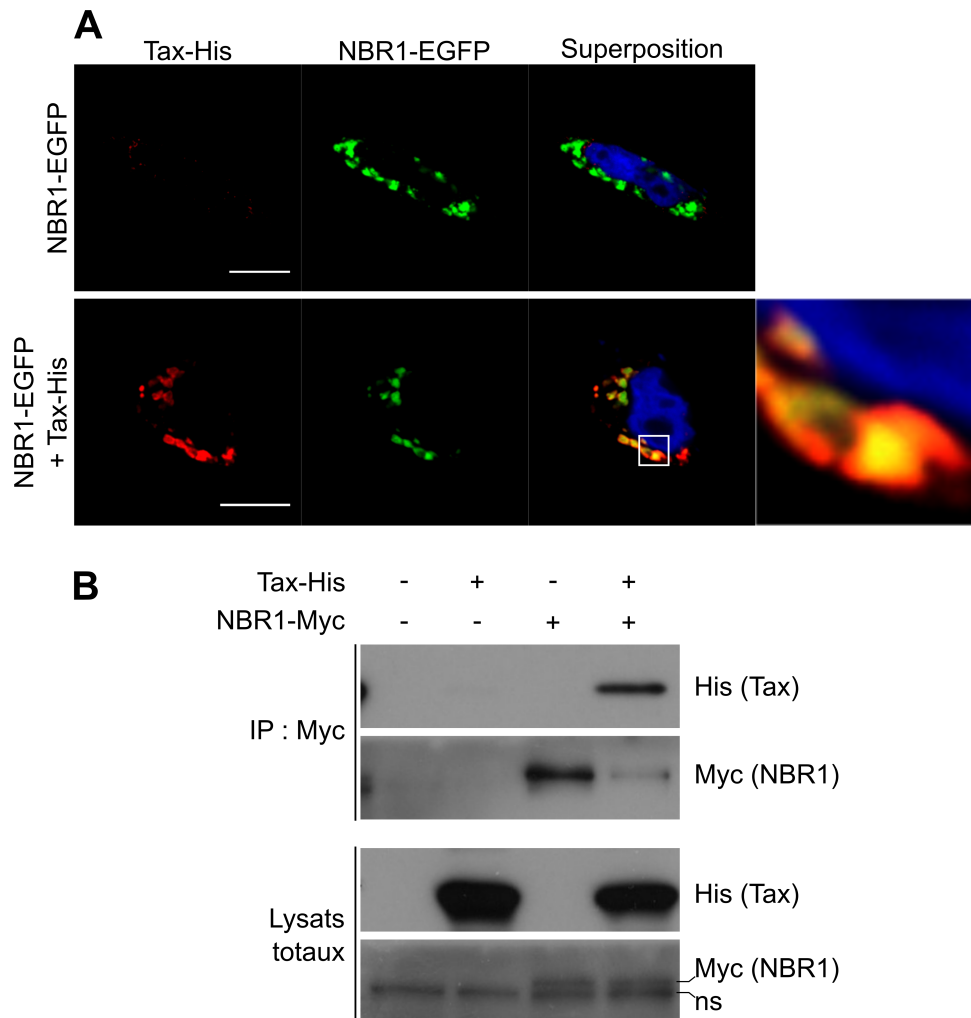 A
Tax-His NBR1-EGFP Superposition
NBR1-EGFP
NBR1-EGFP
+ Tax-His
B
Tax-His - + - +
NBR1-Myc - - + +
IP : Myc
His (Tax)
Myc (NBR1)
Lysats
totaux
His (Tax)
Myc (NBR1)
ns